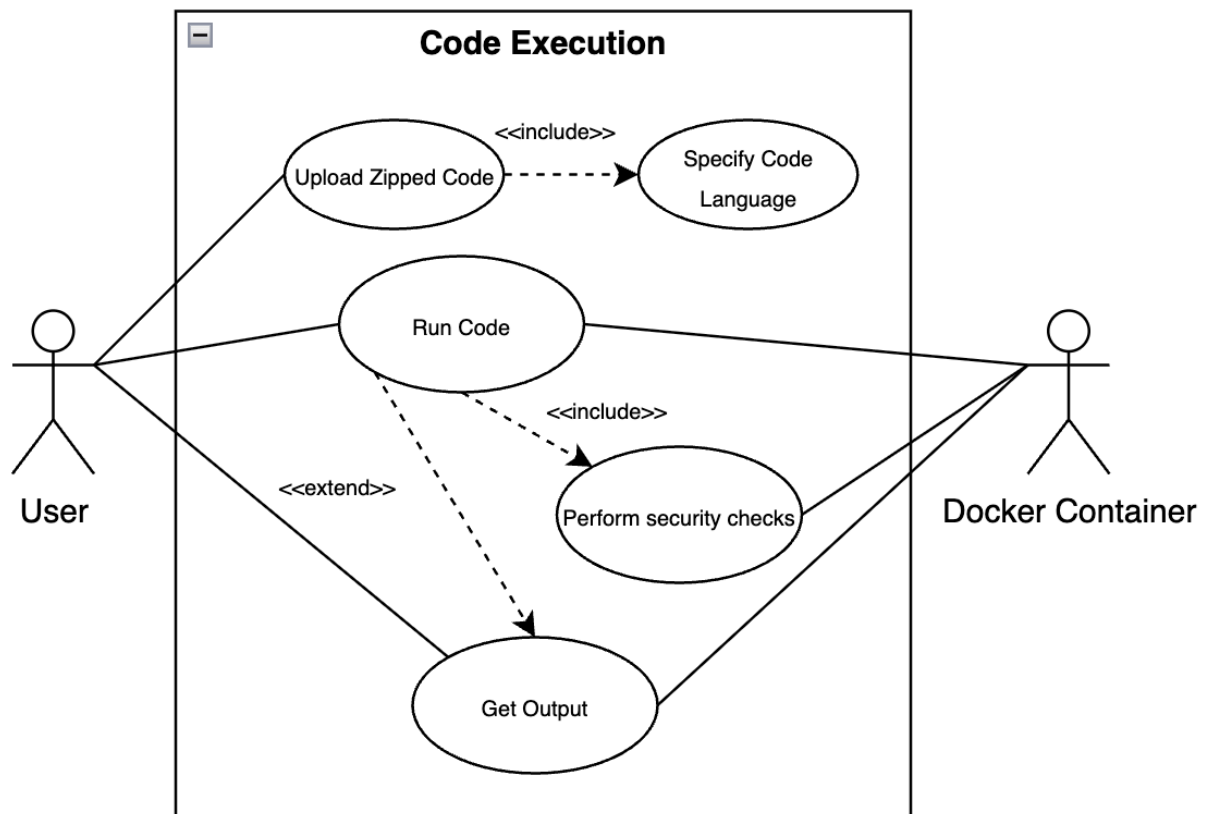 Code Execution
<<include>>
Upload Zipped Code
Specify Code
Language
Run Code
<<include>>
<<extend>>
Perform security checks
User
Docker Container
Get Output